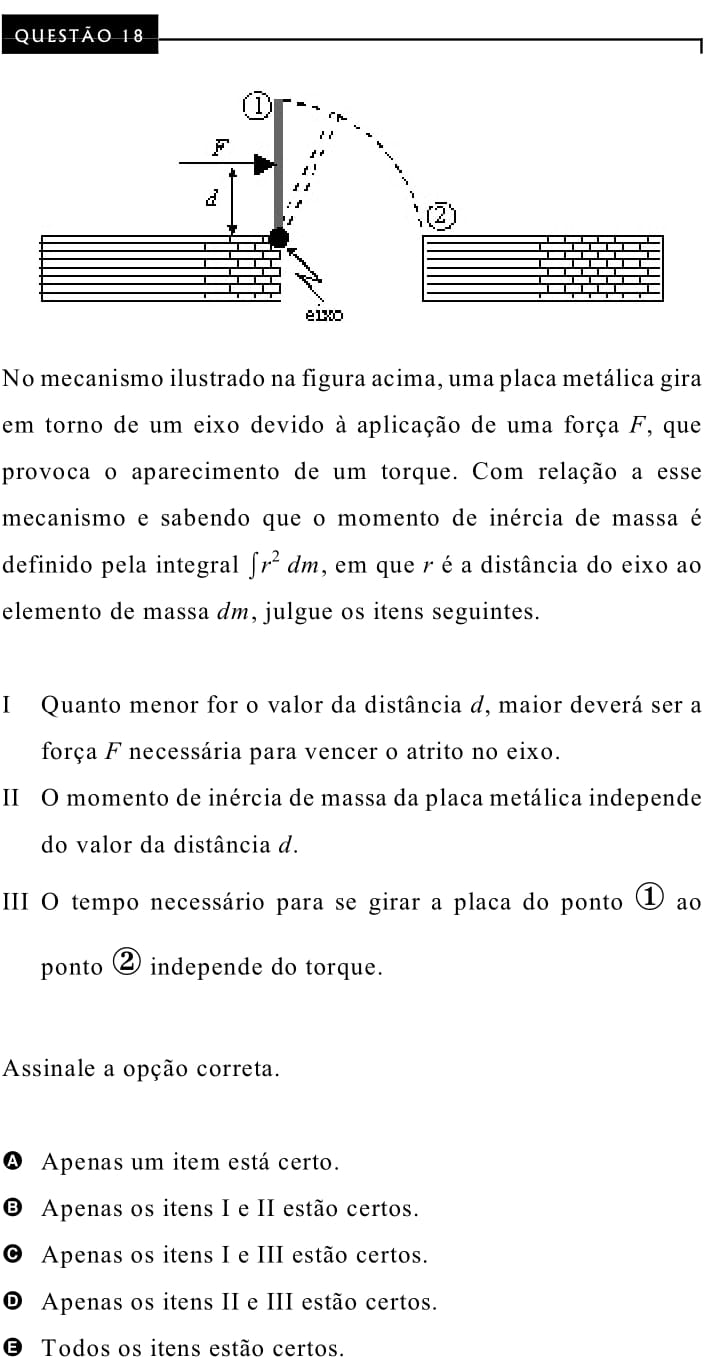 QUESTÃO 18
①
F
d
②
eixo
No mecanismo ilustrado na figura acima, uma placa metálica gira
em torno de um eixo devido à aplicação de uma força F, que
provoca o aparecimento de um torque. Com relação a esse
mecanismo e sabendo que o momento de inércia de massa é
definido pela integral ∫r² dm, em que r é a distância do eixo ao
elemento de massa dm, julgue os itens seguintes.
I Quanto menor for o valor da distância d, maior deverá ser a
força F necessária para vencer o atrito no eixo.
II O momento de inércia de massa da placa metálica independe
do valor da distância d.
III O tempo necessário para se girar a placa do ponto ① ao
ponto ② independe do torque.
Assinale a opção correta.
A Apenas um item está certo.
B Apenas os itens I e II estão certos.
C Apenas os itens I e III estão certos.
D Apenas os itens II e III estão certos.
E Todos os itens estão certos.